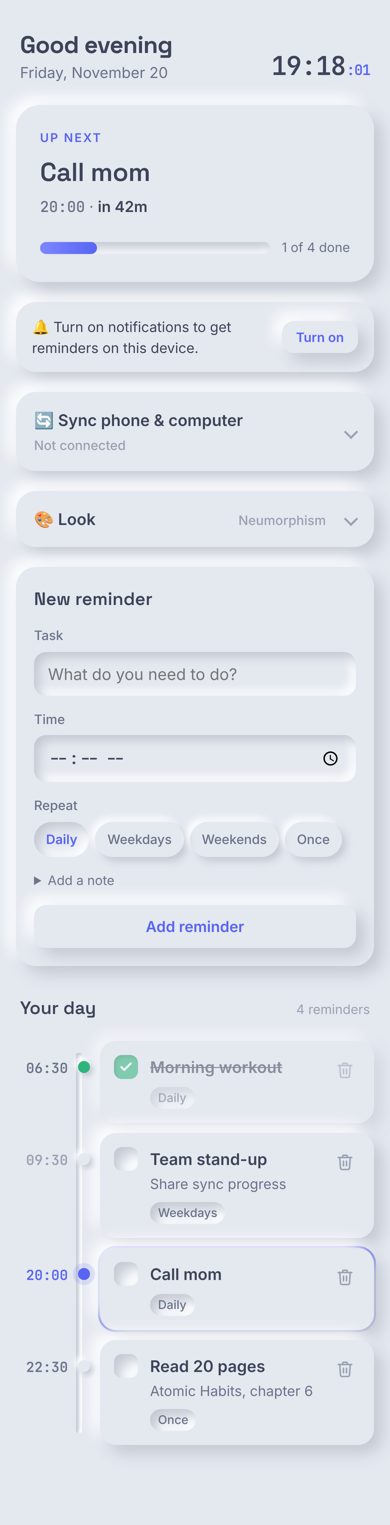 Good evening
Friday, November 20
19:18:01
UP NEXT
Call mom
20:00 · in 42m
1 of 4 done
🔔 Turn on notifications to get
reminders on this device.
Turn on
🔄 Sync phone & computer
Not connected
🎨 Look
Neumorphism
New reminder
Task
What do you need to do?
Time
--:-- --
Repeat
Daily
Weekdays
Weekends
Once
Add a note
Add reminder
Your day
4 reminders
06:30
Morning workout
Daily
09:30
Team stand-up
Share sync progress
Weekdays
20:00
Call mom
Daily
22:30
Read 20 pages
Atomic Habits, chapter 6
Once